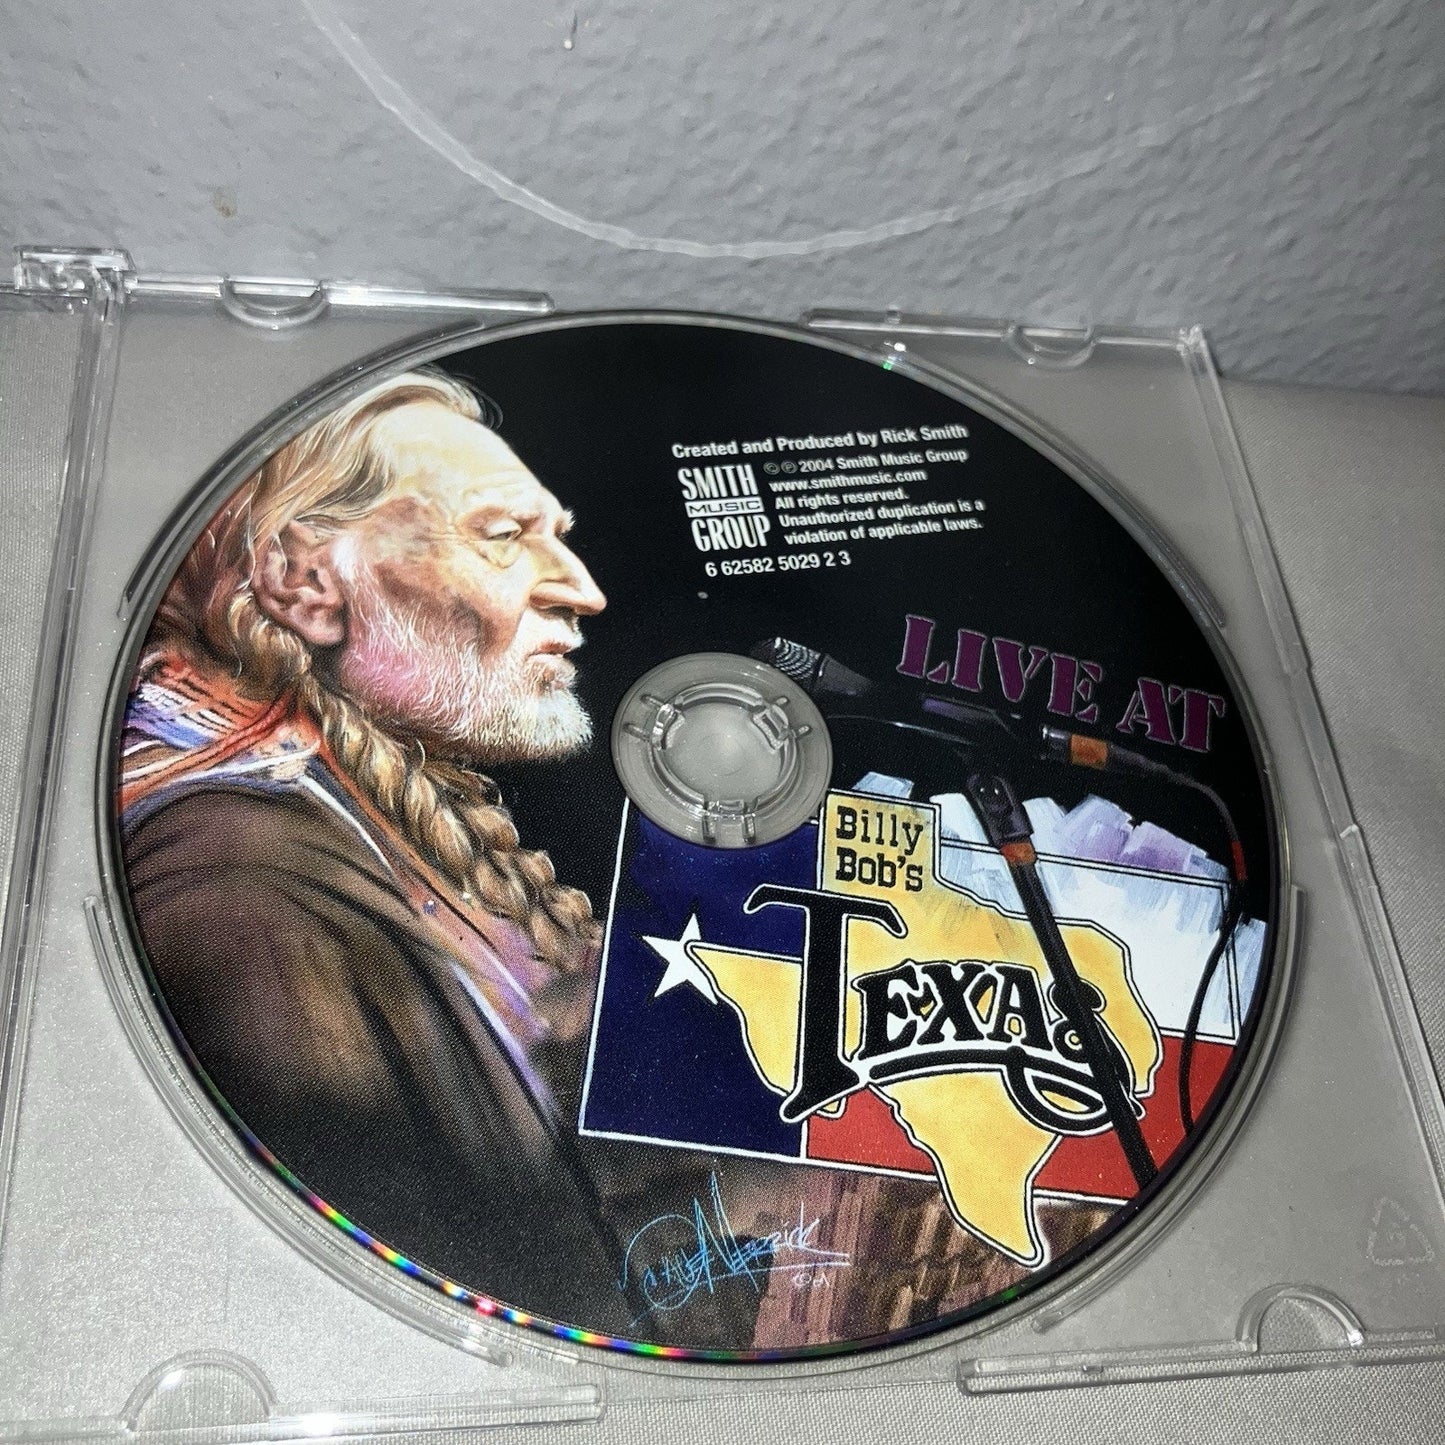 Created and Produced by Rick Smith
SMITH
MUSIC
GROUP
© ℗ 2004 Smith Music Group
www.smithmusic.com
All rights reserved.
Unauthorized duplication is a
violation of applicable laws.
6 62582 5029 2 3
LIVE AT
Billy
Bob's
TEXAS